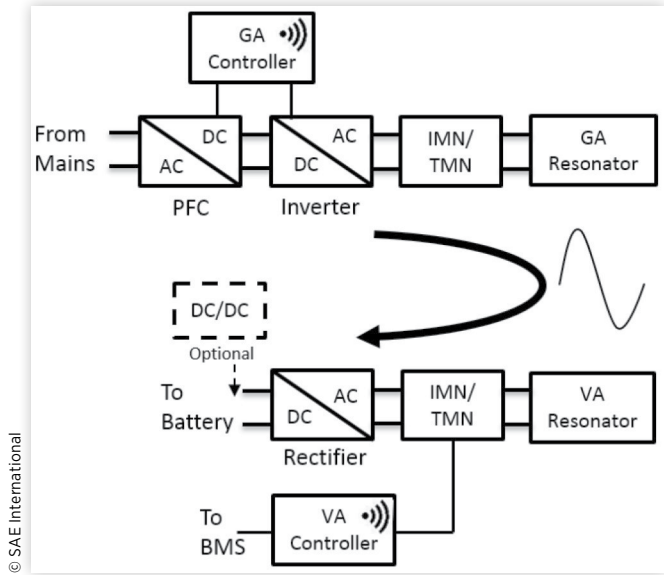 GA
Controller
From
Mains
DC
AC
AC
DC
IMN/
TMN
GA
Resonator
PFC
Inverter
DC/DC
Optional
To
Battery
AC
DC
IMN/
TMN
VA
Resonator
Rectifier
To
BMS
VA
Controller
© SAE International